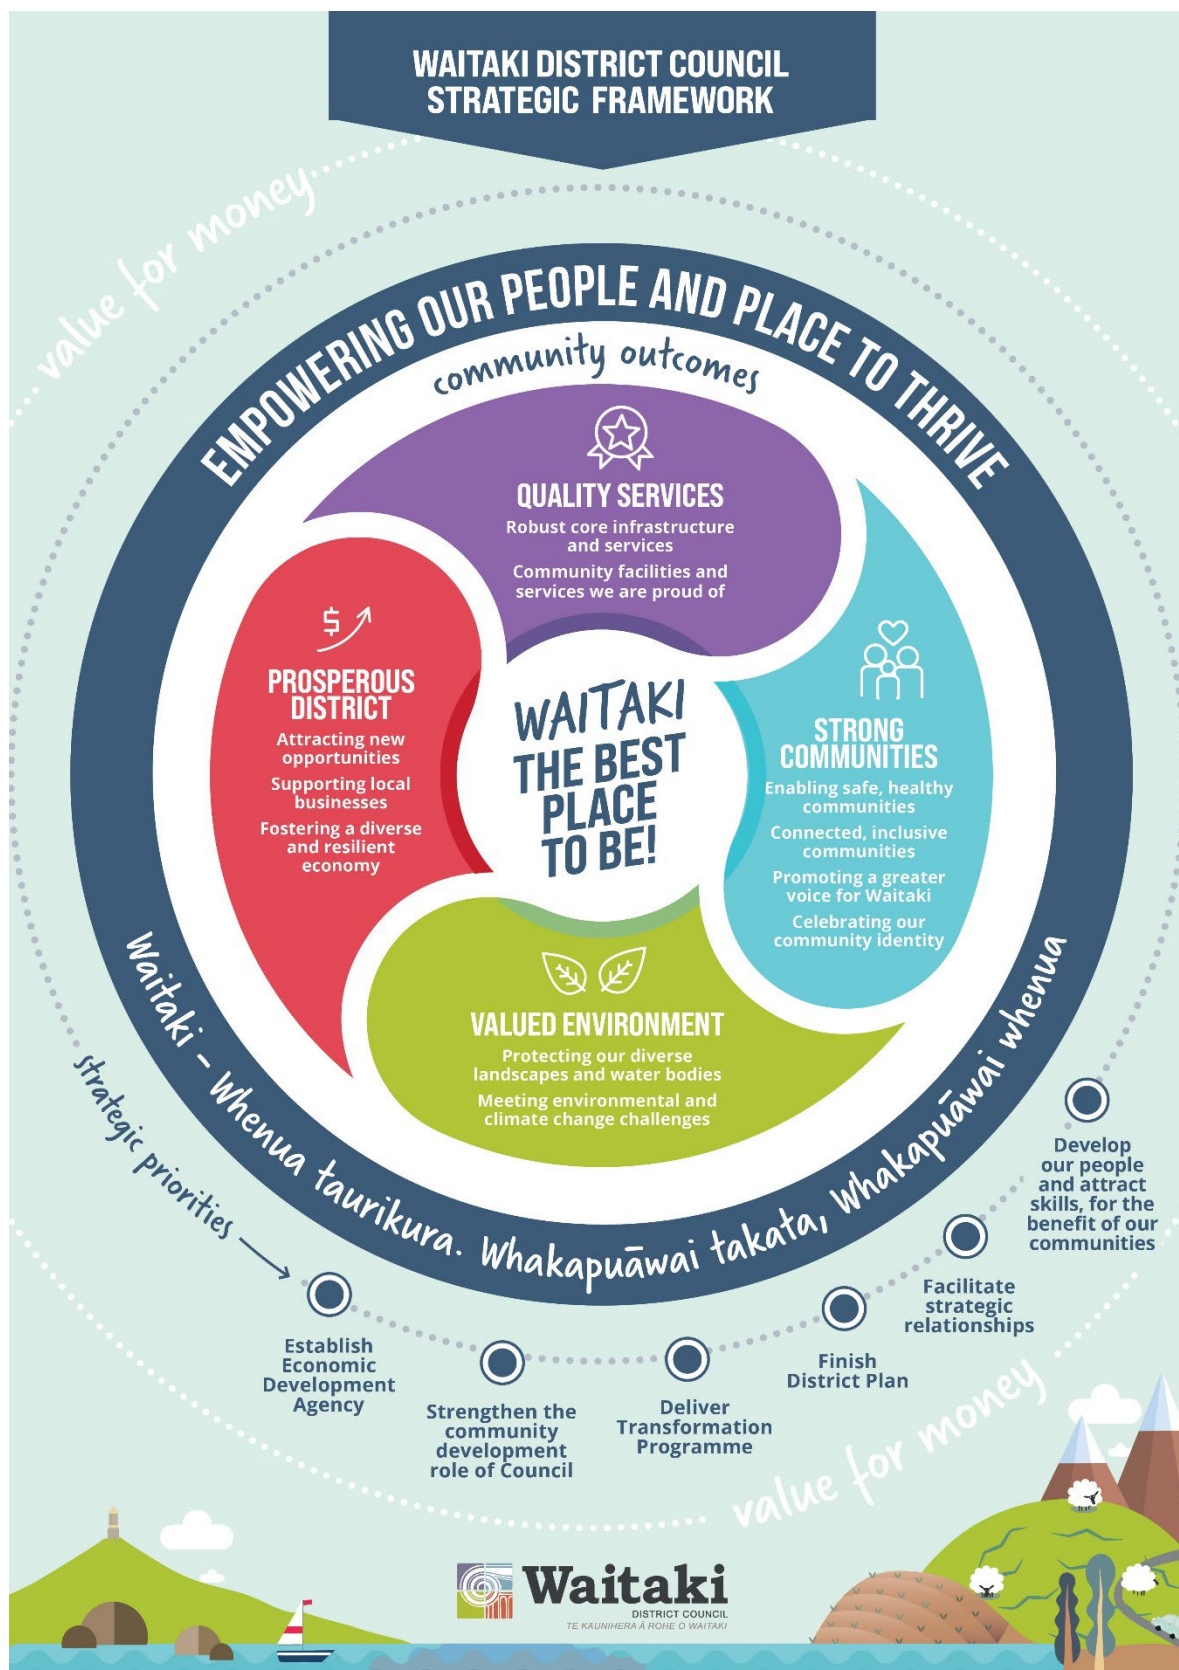 WAITAKI DISTRICT COUNCIL
STRATEGIC FRAMEWORK
value for money
EMPOWERING OUR PEOPLE AND PLACE TO THRIVE
community outcomes
QUALITY SERVICES
Robust core infrastructure
and services
Community facilities and
services we are proud of
PROSPEROUS
DISTRICT
Attracting new
opportunities
Supporting local
businesses
Fostering a diverse
and resilient
economy
WAITAKI
THE BEST
PLACE
TO BE!
STRONG
COMMUNITIES
Enabling safe, healthy
communities
Connected, inclusive
communities
Promoting a greater
voice for Waitaki
Celebrating our
community identity
VALUED ENVIRONMENT
Protecting our diverse
landscapes and water bodies
Meeting environmental and
climate change challenges
Waitaki - Whenua taurikura. Whakapuāwai takata, Whakapuāwai whenua
strategic priorities
Establish
Economic
Development
Agency
Strengthen the
community
development
role of Council
Deliver
Transformation
Programme
Finish
District Plan
Facilitate
strategic
relationships
Develop
our people
and attract
skills, for the
benefit of our
communities
value for money
Waitaki
DISTRICT COUNCIL
TE KAUNIHERA Ā ROHE O WAITAKI